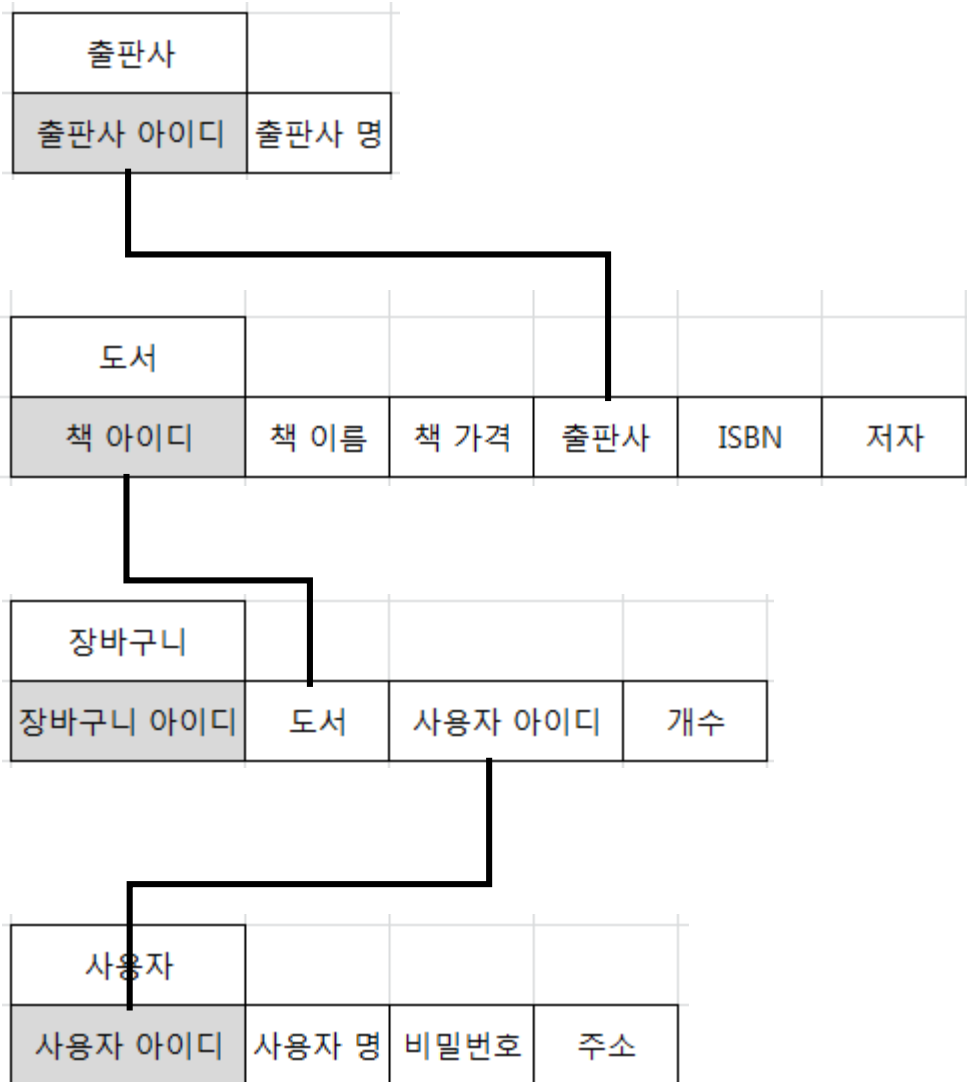 출판사
출판사 아이디 출판사 명
도서
책 아이디 책 이름 책 가격 출판사 ISBN 저자
장바구니
장바구니 아이디 도서 사용자 아이디 개수
사용자
사용자 아이디 사용자 명 비밀번호 주소